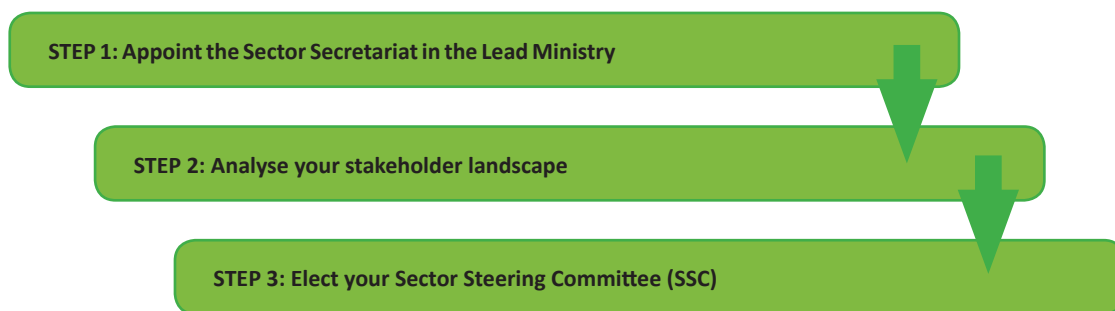 STEP 1: Appoint the Sector Secretariat in the Lead Ministry
STEP 2: Analyse your stakeholder landscape
STEP 3: Elect your Sector Steering Committee (SSC)